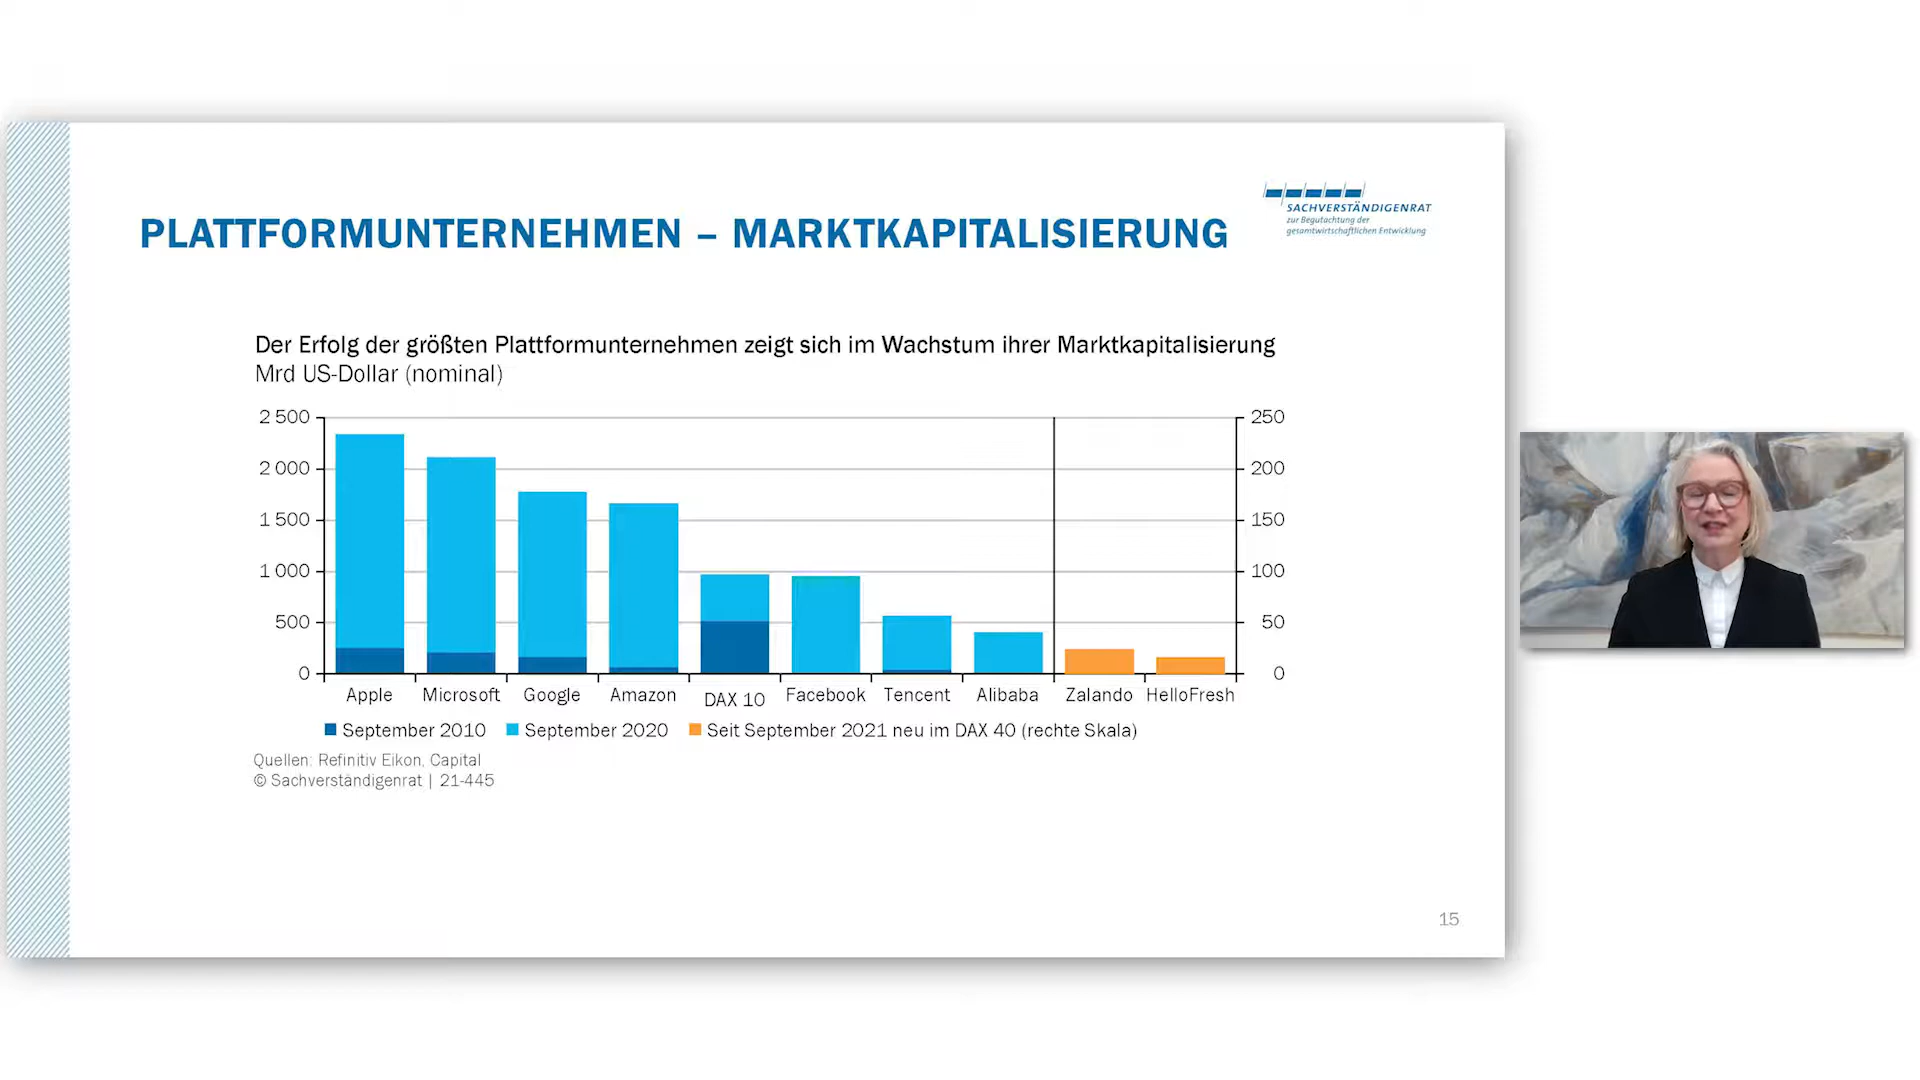 SACHVERSTÄNDIGENRAT
zur Begutachtung der
gesamtwirtschaftlichen Entwicklung
PLATTFORMUNTERNEHMEN – MARKTKAPITALISIERUNG
Der Erfolg der größten Plattformunternehmen zeigt sich im Wachstum ihrer Marktkapitalisierung
Mrd US-Dollar (nominal)
2 500 250
2 000 200
1 500 150
1 000 100
500 50
0 0
Apple Microsoft Google Amazon DAX 10 Facebook Tencent Alibaba Zalando HelloFresh
September 2010 September 2020 Seit September 2021 neu im DAX 40 (rechte Skala)
Quellen: Refinitiv Eikon, Capital
© Sachverständigenrat | 21-445
15